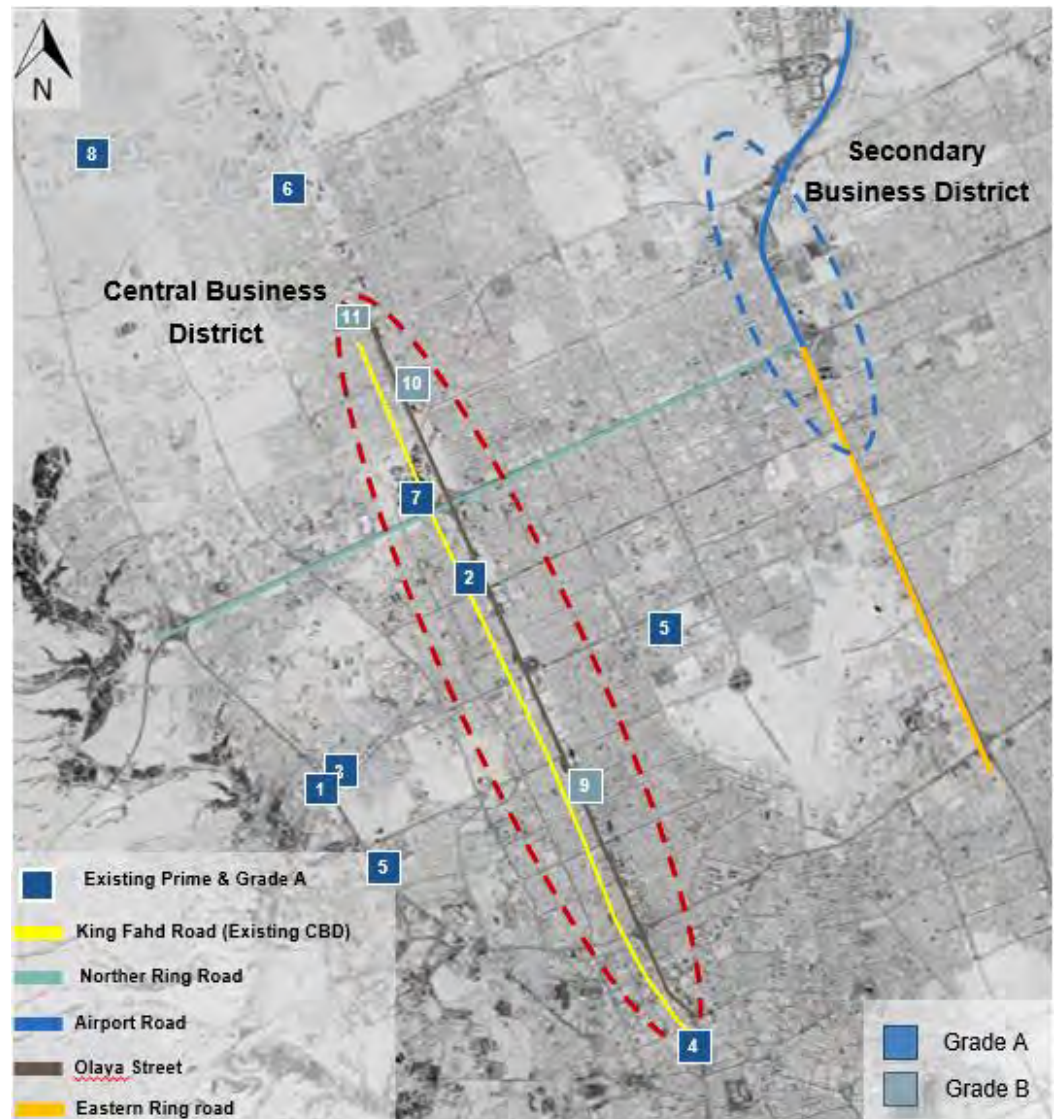 N
8
6
Secondary
Business District
Central Business
District
11
10
7
2
5
3
1
9
5
4
Existing Prime & Grade A
King Fahd Road (Existing CBD)
Norther Ring Road
Airport Road
Olaya Street
Eastern Ring road
Grade A
Grade B